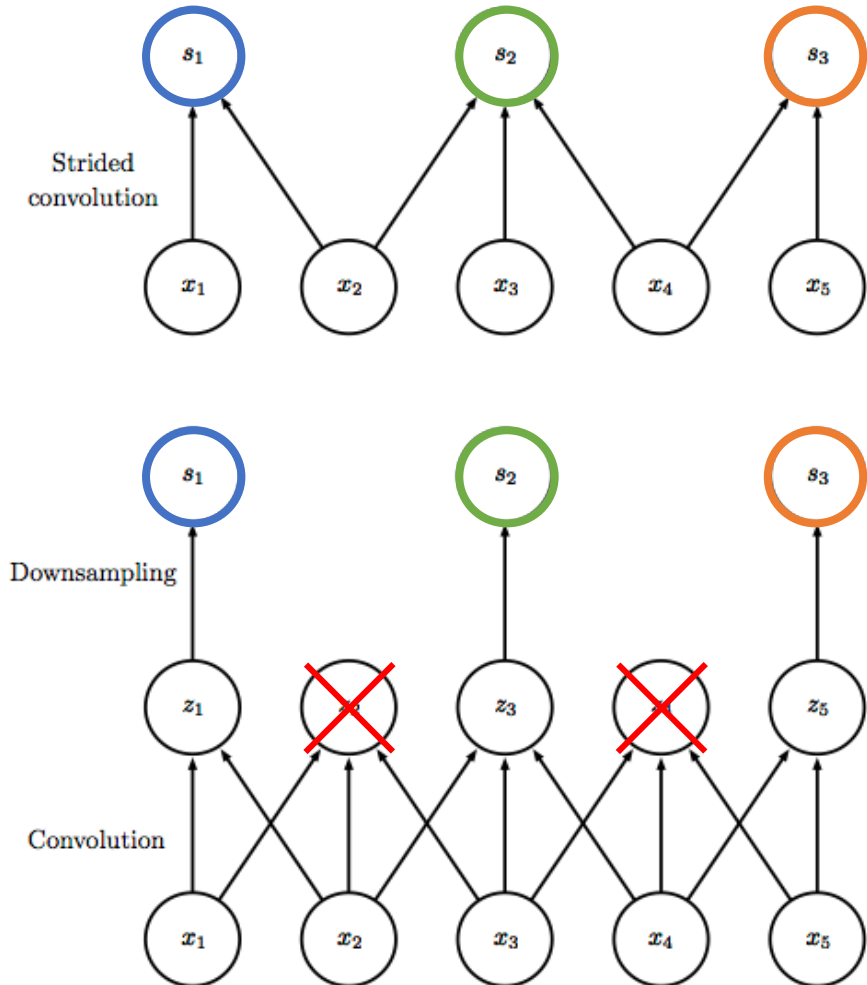 s₁ s₂ s₃
Strided
convolution
x₁ x₂ x₃ x₄ x₅
s₁ s₂ s₃
Downsampling
z₁ z₃ z₅
Convolution
x₁ x₂ x₃ x₄ x₅